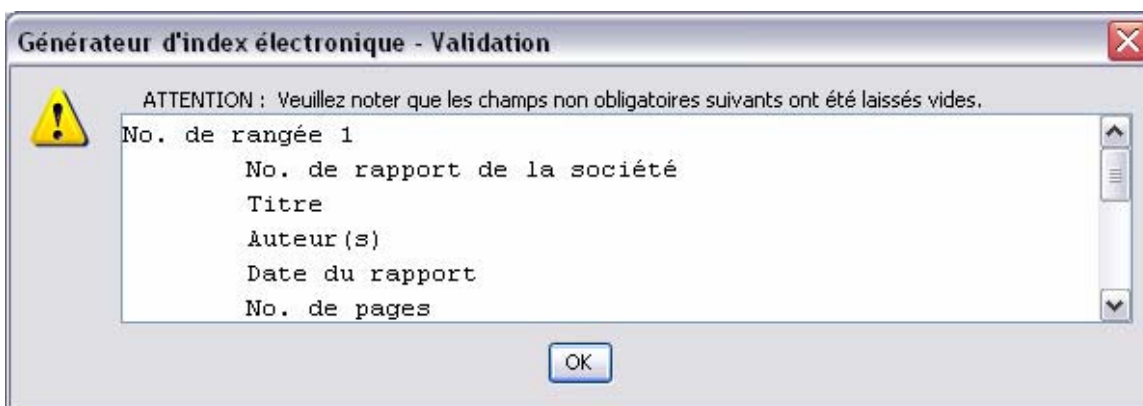 Générateur d'index électronique - Validation
ATTENTION : Veuillez noter que les champs non obligatoires suivants ont été laissés vides.
No. de rangée 1
No. de rapport de la société
Titre
Auteur(s)
Date du rapport
No. de pages
OK